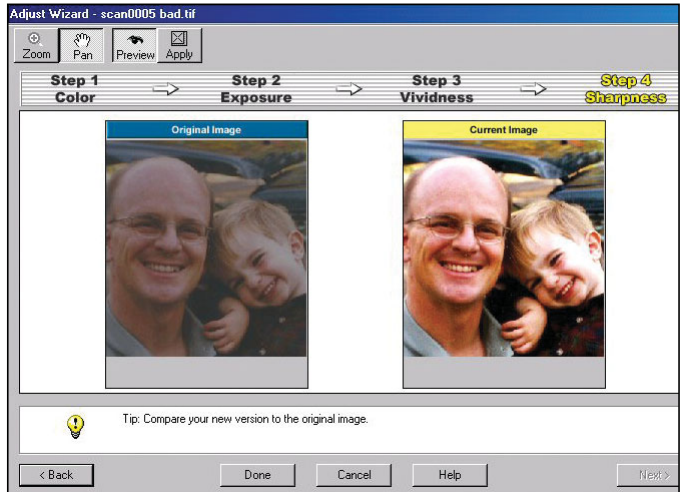 Adjust Wizard - scan0005 bad.tif
Zoom Pan Preview Apply
Step 1 Step 2 Step 3 Step 4
Color Exposure Vividness Sharpness
Original Image Current Image
Tip: Compare your new version to the original image.
< Back Done Cancel Help Next >